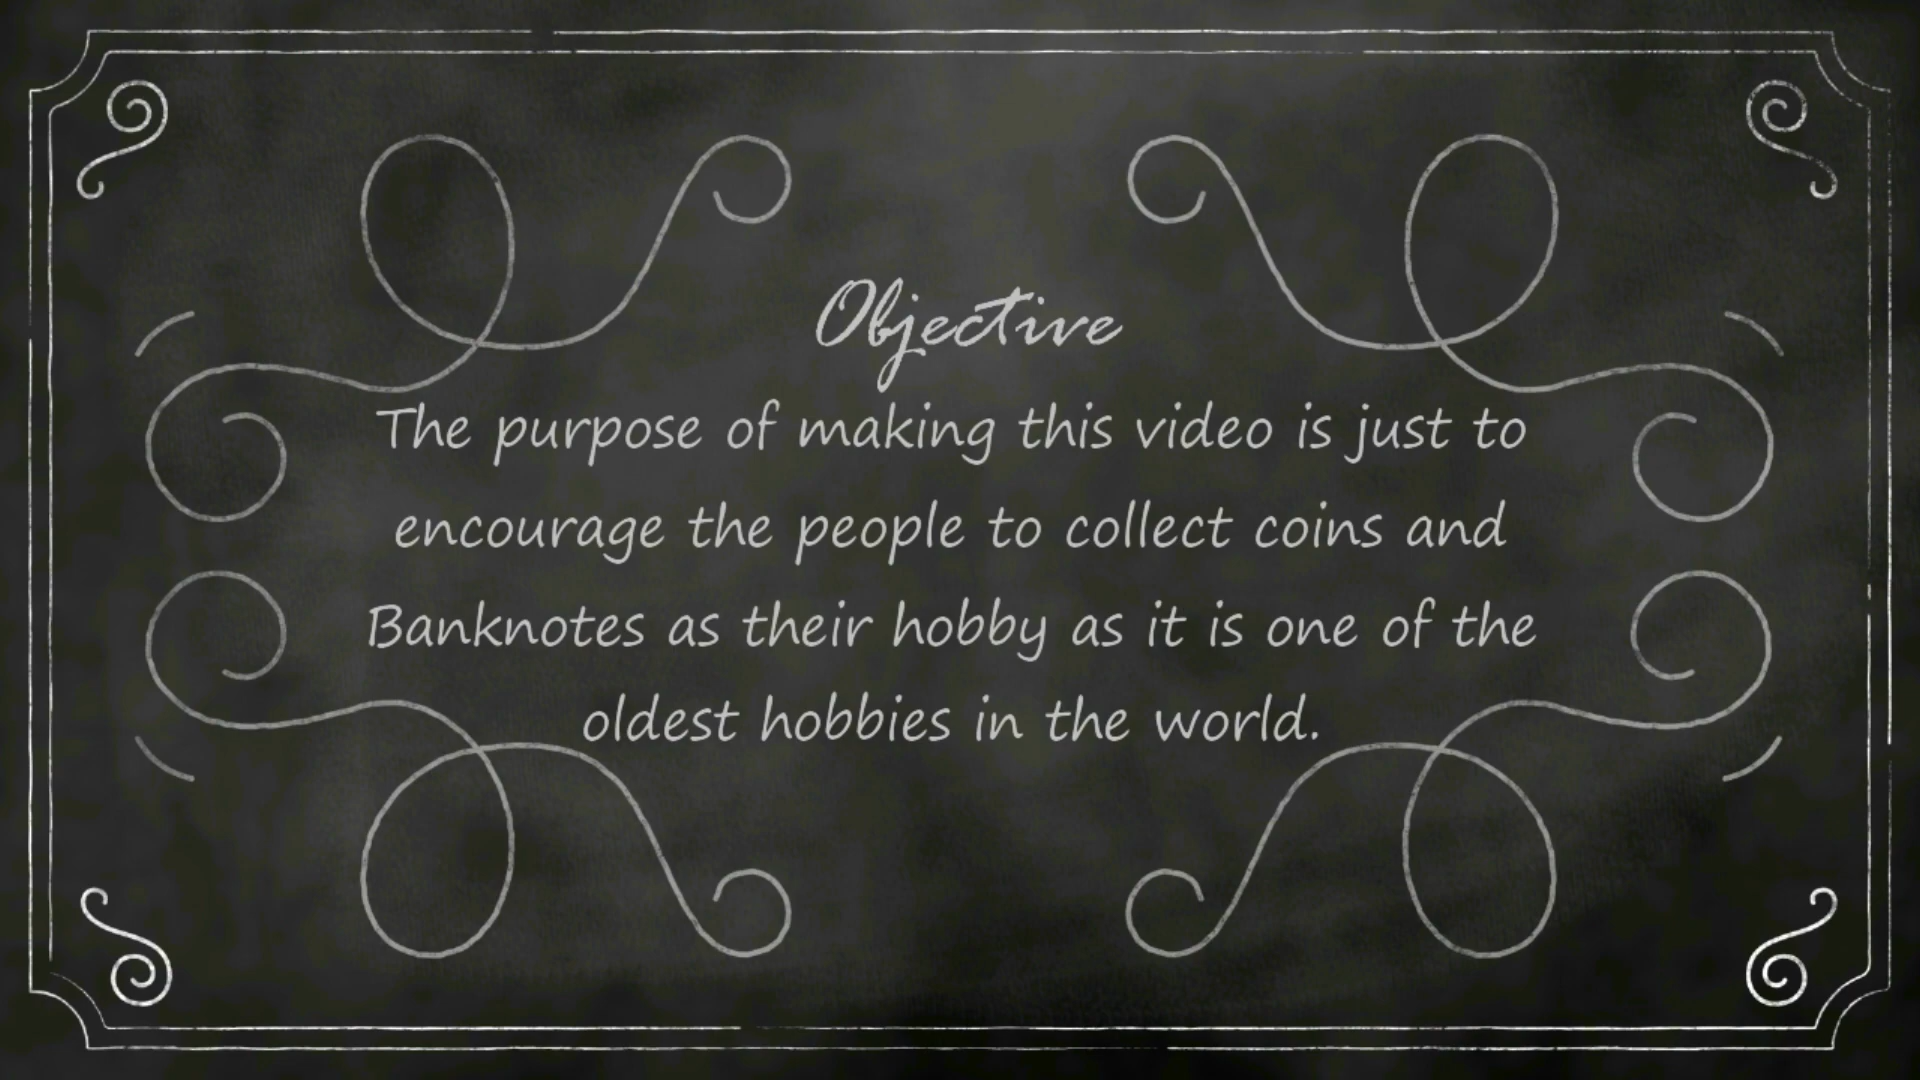 Objective
The purpose of making this video is just to
encourage the people to collect coins and
Banknotes as their hobby as it is one of the
oldest hobbies in the world.